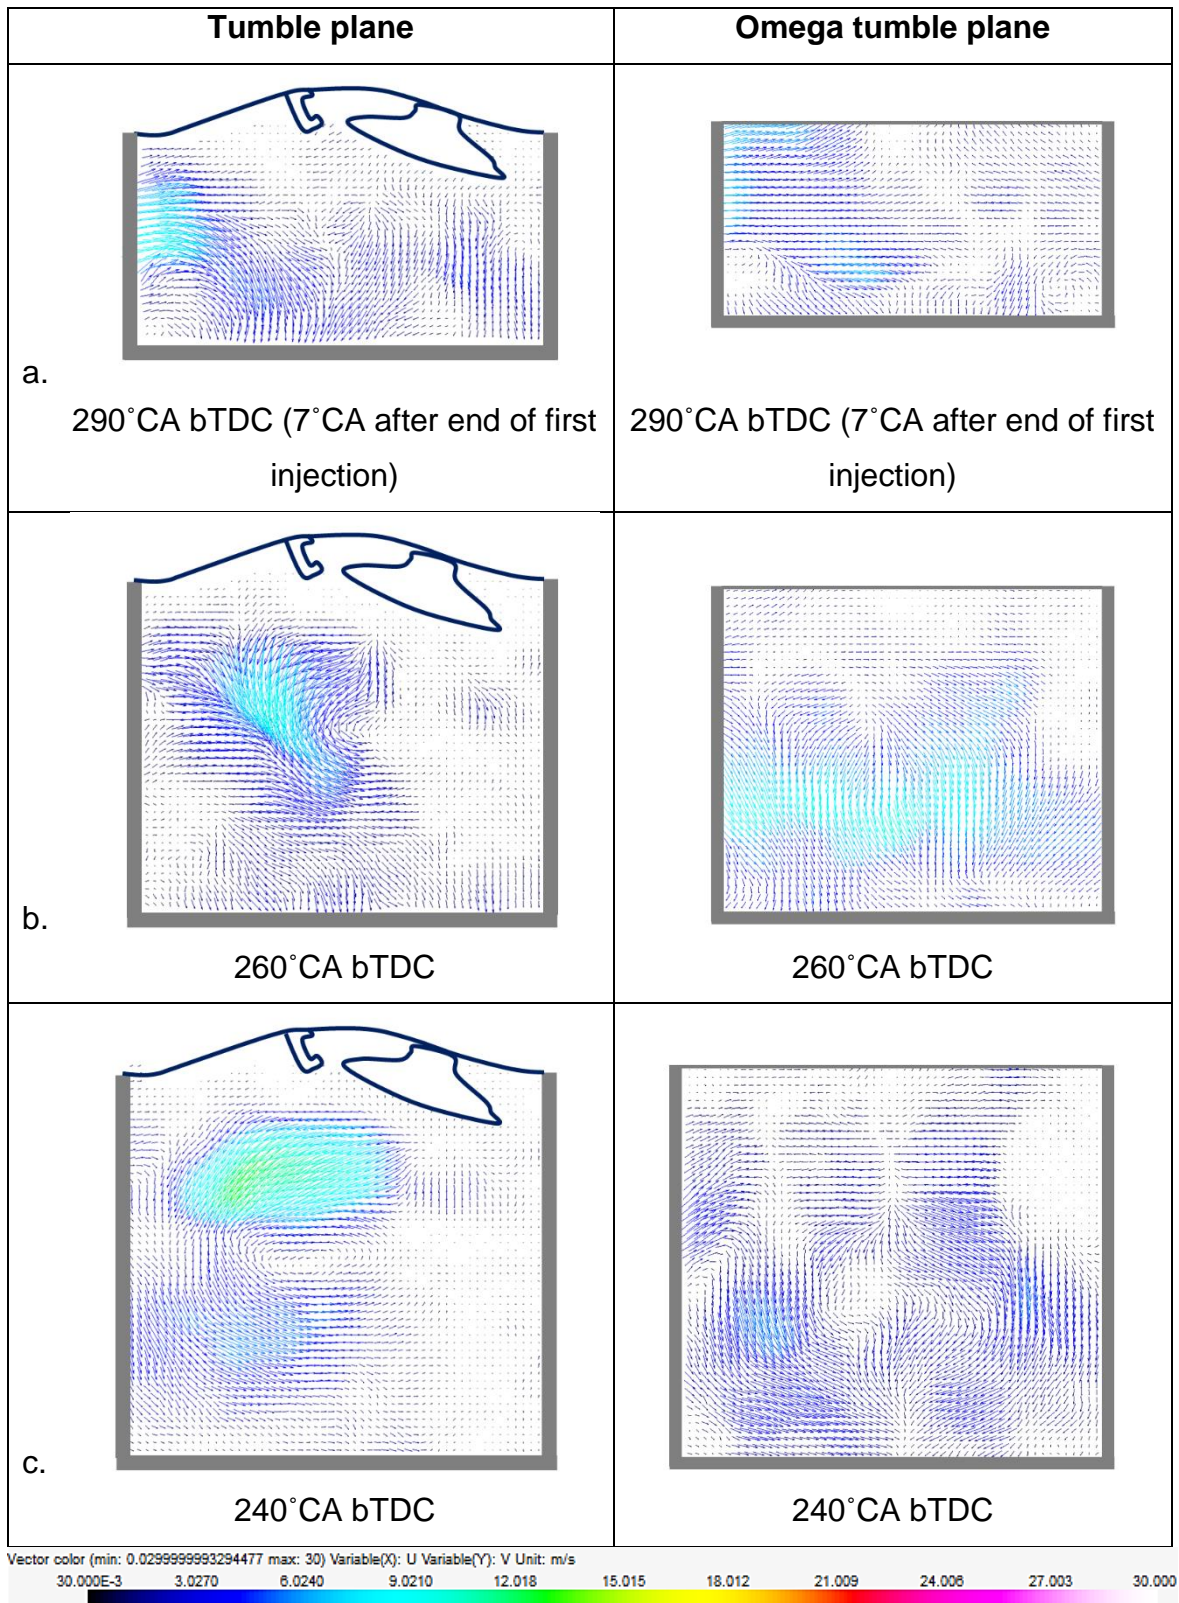 Tumble plane
Omega tumble plane
a.
290˚CA bTDC (7˚CA after end of first
injection)
290˚CA bTDC (7˚CA after end of first
injection)
b.
260˚CA bTDC
260˚CA bTDC
c.
240˚CA bTDC
240˚CA bTDC
Vector color (min: 0.0299999993294477 max: 30) Variable(X): U Variable(Y): V Unit: m/s
30.000E-3 3.0270 6.0240 9.0210 12.018 15.015 18.012 21.009 24.006 27.003 30.000